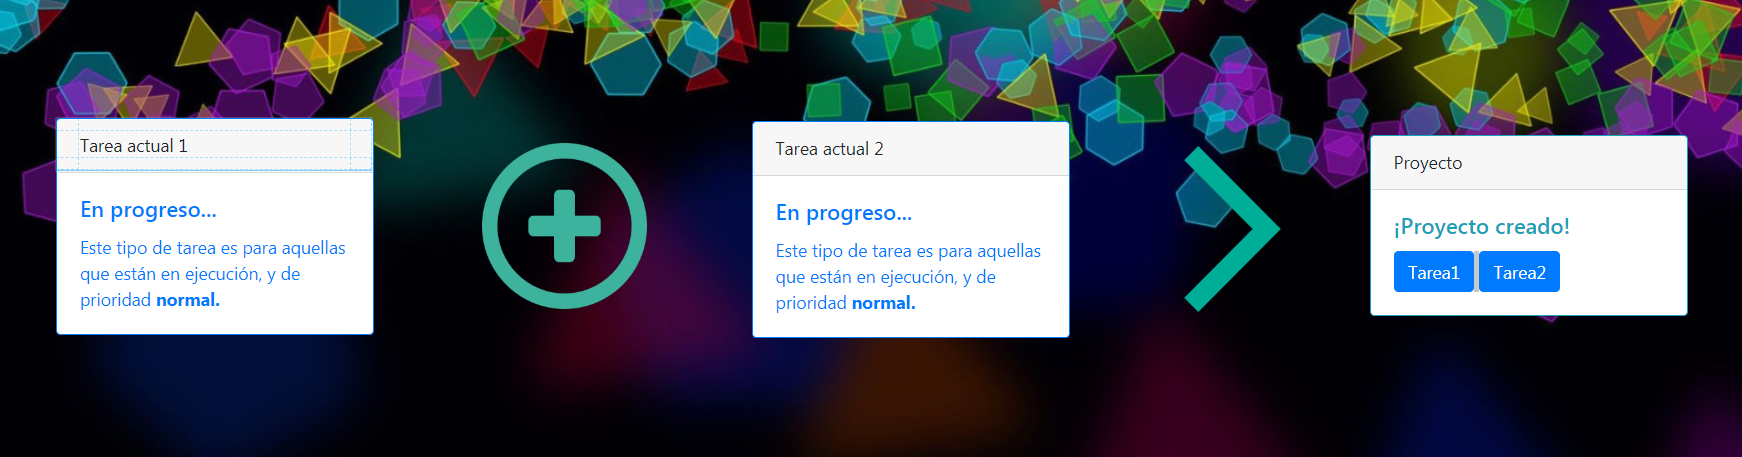 Tarea actual 1
En progreso...
Este tipo de tarea es para aquellas
que están en ejecución, y de
prioridad normal.
Tarea actual 2
En progreso...
Este tipo de tarea es para aquellas
que están en ejecución, y de
prioridad normal.
Proyecto
¡Proyecto creado!
Tarea1 Tarea2